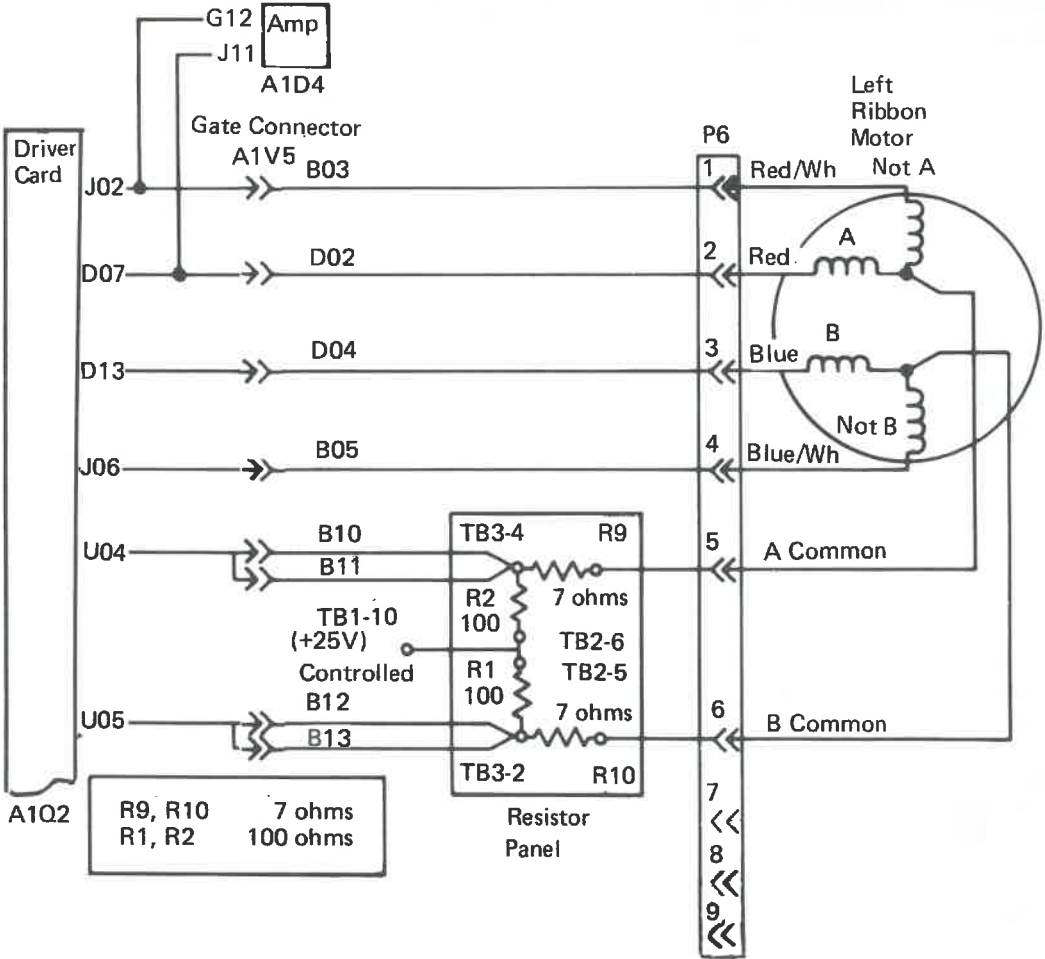 G12
Amp
J11
A1D4
Left
Ribbon
Motor
Gate Connector
A1V5
P6
Driver
Card
J02
B03
1
Red/Wh
Not A
D07
D02
2
Red
A
D13
D04
3
Blue
B
J06
B05
4
Blue/Wh
Not B
U04
B10
B11
TB3-4
R9
5
A Common
R2
100
7 ohms
TB1-10
(+25V)
Controlled
TB2-6
TB2-5
R1
100
U05
B12
B13
7 ohms
6
B Common
TB3-2
R10
A1Q2
R9, R10 7 ohms
R1, R2 100 ohms
Resistor
Panel
7
8
9